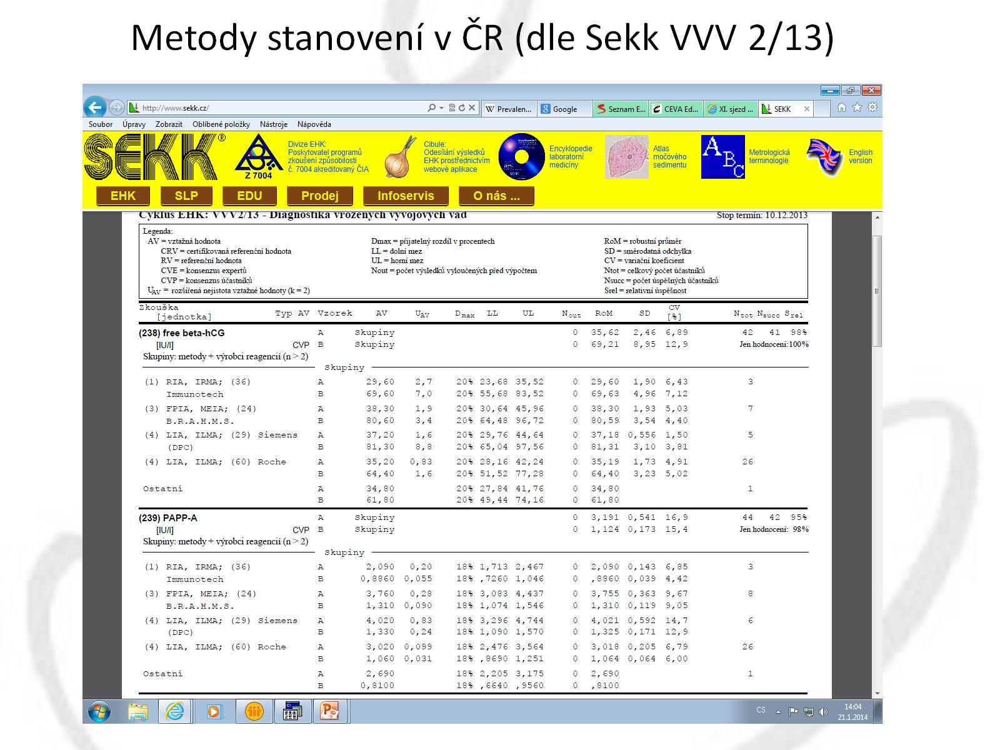 Metody stanovení v ČR (dle Sekk VVV 2/13)
http://www.sekk.cz/ Prevalen... Google Seznam E... CEVA Ed... XI. sjezd ... SEKK
Soubor Úpravy Zobrazit Oblíbené položky Nástroje Nápověda
SEKK®
Z 7004
Divize EHK:
Poskytovatel programů
zkoušení způsobilosti
č. 7004 akreditovaný ČIA
Cibule:
Odesílání výsledků
EHK prostřednictvím
webové aplikace
Encyklopedie
laboratorní
medicíny
Atlas
močového
sedimentu
A B C
Metrologická
terminologie
English
version
EHK SLP EDU Prodej Infoservis O nás ...
Cyklus EHK: VVV2/13 - Diagnostika vrozených vývojových vad Stop termín: 10.12.2013
Legenda:
AV = vztažná hodnota Dmax = přijatelný rozdíl v procentech RoM = robustní průměr
CRV = certifikovaná referenční hodnota LL = dolní mez SD = směrodatná odchylka
RV = referenční hodnota UL = horní mez CV = variační koeficient
CVE = konsenzus expertů Nout = počet výsledků vyloučených před výpočtem Ntot = celkový počet účastníků
CVP = konsenzus účastníků Nsucc = počet úspěšných účastníků
UAV = rozšířená nejistota vztažné hodnoty (k = 2) Srel = relativní úspěšnost
Zkouška [jednotka] Typ AV Vzorek AV UAV Dmax LL UL Nout RoM SD CV [%] Ntot Nsucc Srel
(238) free beta-hCG A Skupiny 0 35,62 2,46 6,89 42 41 98%
[IU/l] CVP B Skupiny 0 69,21 8,95 12,9 Jen hodnocení:100%
Skupiny: metody + výrobci reagencií (n > 2)
Skupiny
(1) RIA, IRMA; (36) A 29,60 2,7 20% 23,68 35,52 0 29,60 1,90 6,43 3
Immunotech B 69,60 7,0 20% 55,68 83,52 0 69,63 4,96 7,12
(3) FPIA, MEIA; (24) A 38,30 1,9 20% 30,64 45,96 0 38,30 1,93 5,03 7
B.R.A.H.M.S. B 80,60 3,4 20% 64,48 96,72 0 80,59 3,54 4,40
(4) LIA, ILMA; (29) Siemens A 37,20 1,6 20% 29,76 44,64 0 37,18 0,556 1,50 5
(DPC) B 81,30 8,8 20% 65,04 97,56 0 81,31 3,10 3,81
(4) LIA, ILMA; (60) Roche A 35,20 0,83 20% 28,16 42,24 0 35,19 1,73 4,91 26
B 64,40 1,6 20% 51,52 77,28 0 64,40 3,23 5,02
Ostatní A 34,80 20% 27,84 41,76 0 34,80 1
B 61,80 20% 49,44 74,16 0 61,80
(239) PAPP-A A Skupiny 0 3,191 0,541 16,9 44 42 95%
[IU/l] CVP B Skupiny 0 1,124 0,173 15,4 Jen hodnocení: 98%
Skupiny: metody + výrobci reagencií (n > 2)
Skupiny
(1) RIA, IRMA; (36) A 2,090 0,20 18% 1,713 2,467 0 2,090 0,143 6,85 3
Immunotech B 0,8860 0,055 18% ,7260 1,046 0 ,8860 0,039 4,42
(3) FPIA, MEIA; (24) A 3,760 0,28 18% 3,083 4,437 0 3,755 0,363 9,67 8
B.R.A.H.M.S. B 1,310 0,090 18% 1,074 1,546 0 1,310 0,119 9,05
(4) LIA, ILMA; (29) Siemens A 4,020 0,83 18% 3,296 4,744 0 4,021 0,592 14,7 6
(DPC) B 1,330 0,24 18% 1,090 1,570 0 1,325 0,171 12,9
(4) LIA, ILMA; (60) Roche A 3,020 0,099 18% 2,476 3,564 0 3,018 0,205 6,79 26
B 1,060 0,031 18% ,8690 1,251 0 1,064 0,064 6,00
Ostatní A 2,690 18% 2,205 3,175 0 2,690 1
B 0,8100 18% ,6640 ,9560 0 ,8100
CS 14:04
21.1.2014